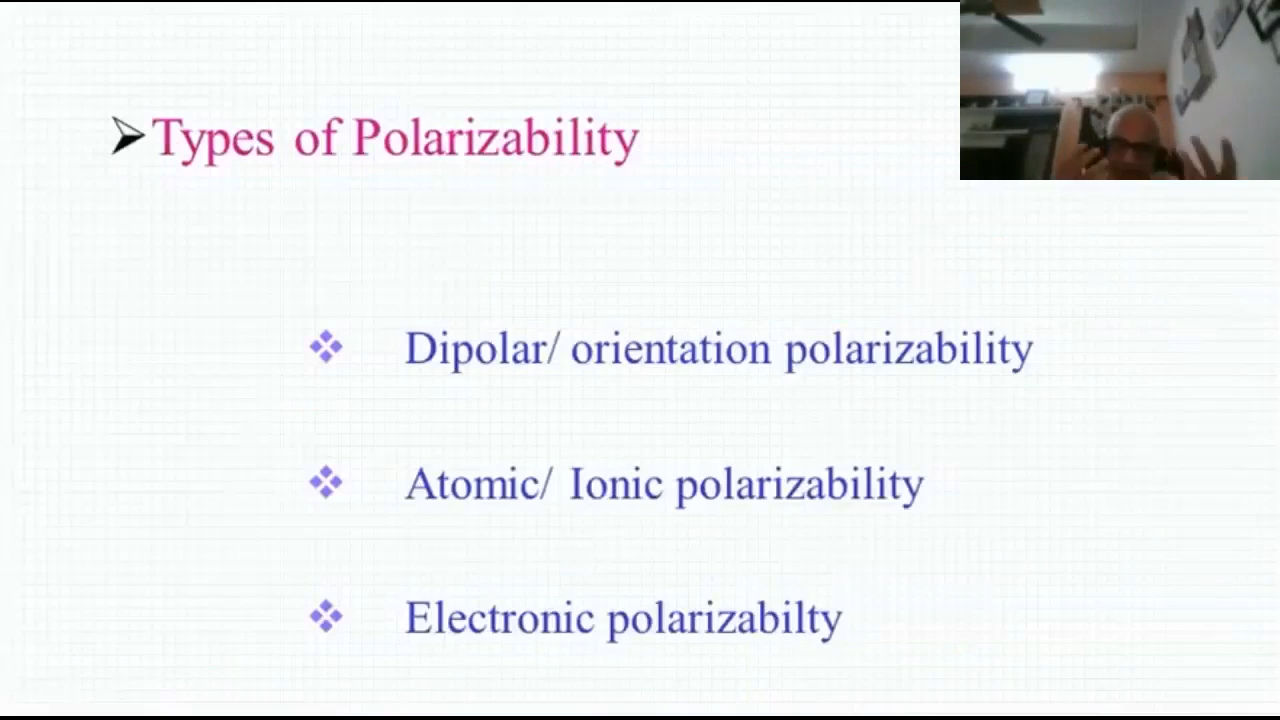 Types of Polarizability
Dipolar/ orientation polarizability
Atomic/ Ionic polarizability
Electronic polarizabilty